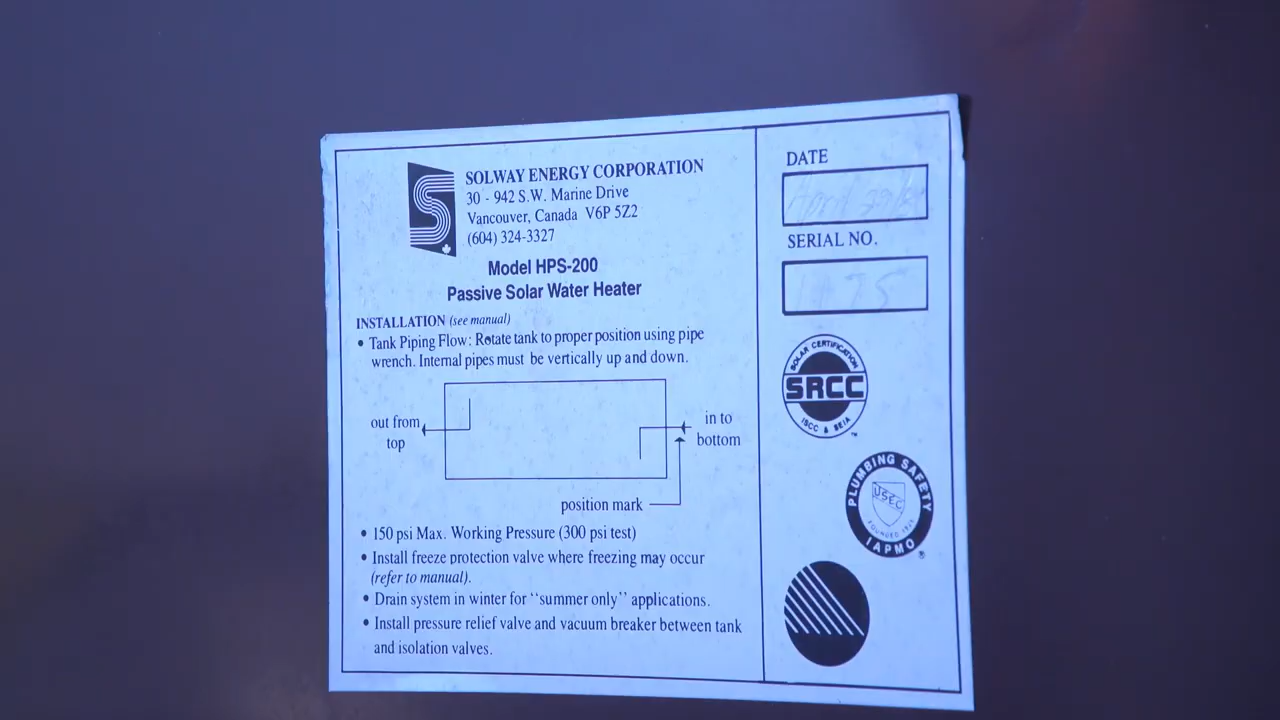 SOLWAY ENERGY CORPORATION
30 - 942 S.W. Marine Drive
Vancouver, Canada V6P 5Z2
(604) 324-3327
Model HPS-200
Passive Solar Water Heater
INSTALLATION (see manual)
• Tank Piping Flow: Rotate tank to proper position using pipe
wrench. Internal pipes must be vertically up and down.
out from
top
in to
bottom
position mark
• 150 psi Max. Working Pressure (300 psi test)
• Install freeze protection valve where freezing may occur
(refer to manual).
• Drain system in winter for "summer only" applications.
• Install pressure relief valve and vacuum breaker between tank
and isolation valves.
DATE
April
SERIAL NO.
SOLAR CERTIFICATION
SRCC
ISCC & SEIA
™
PLUMBING SAFETY
USEC
IAPMO
®